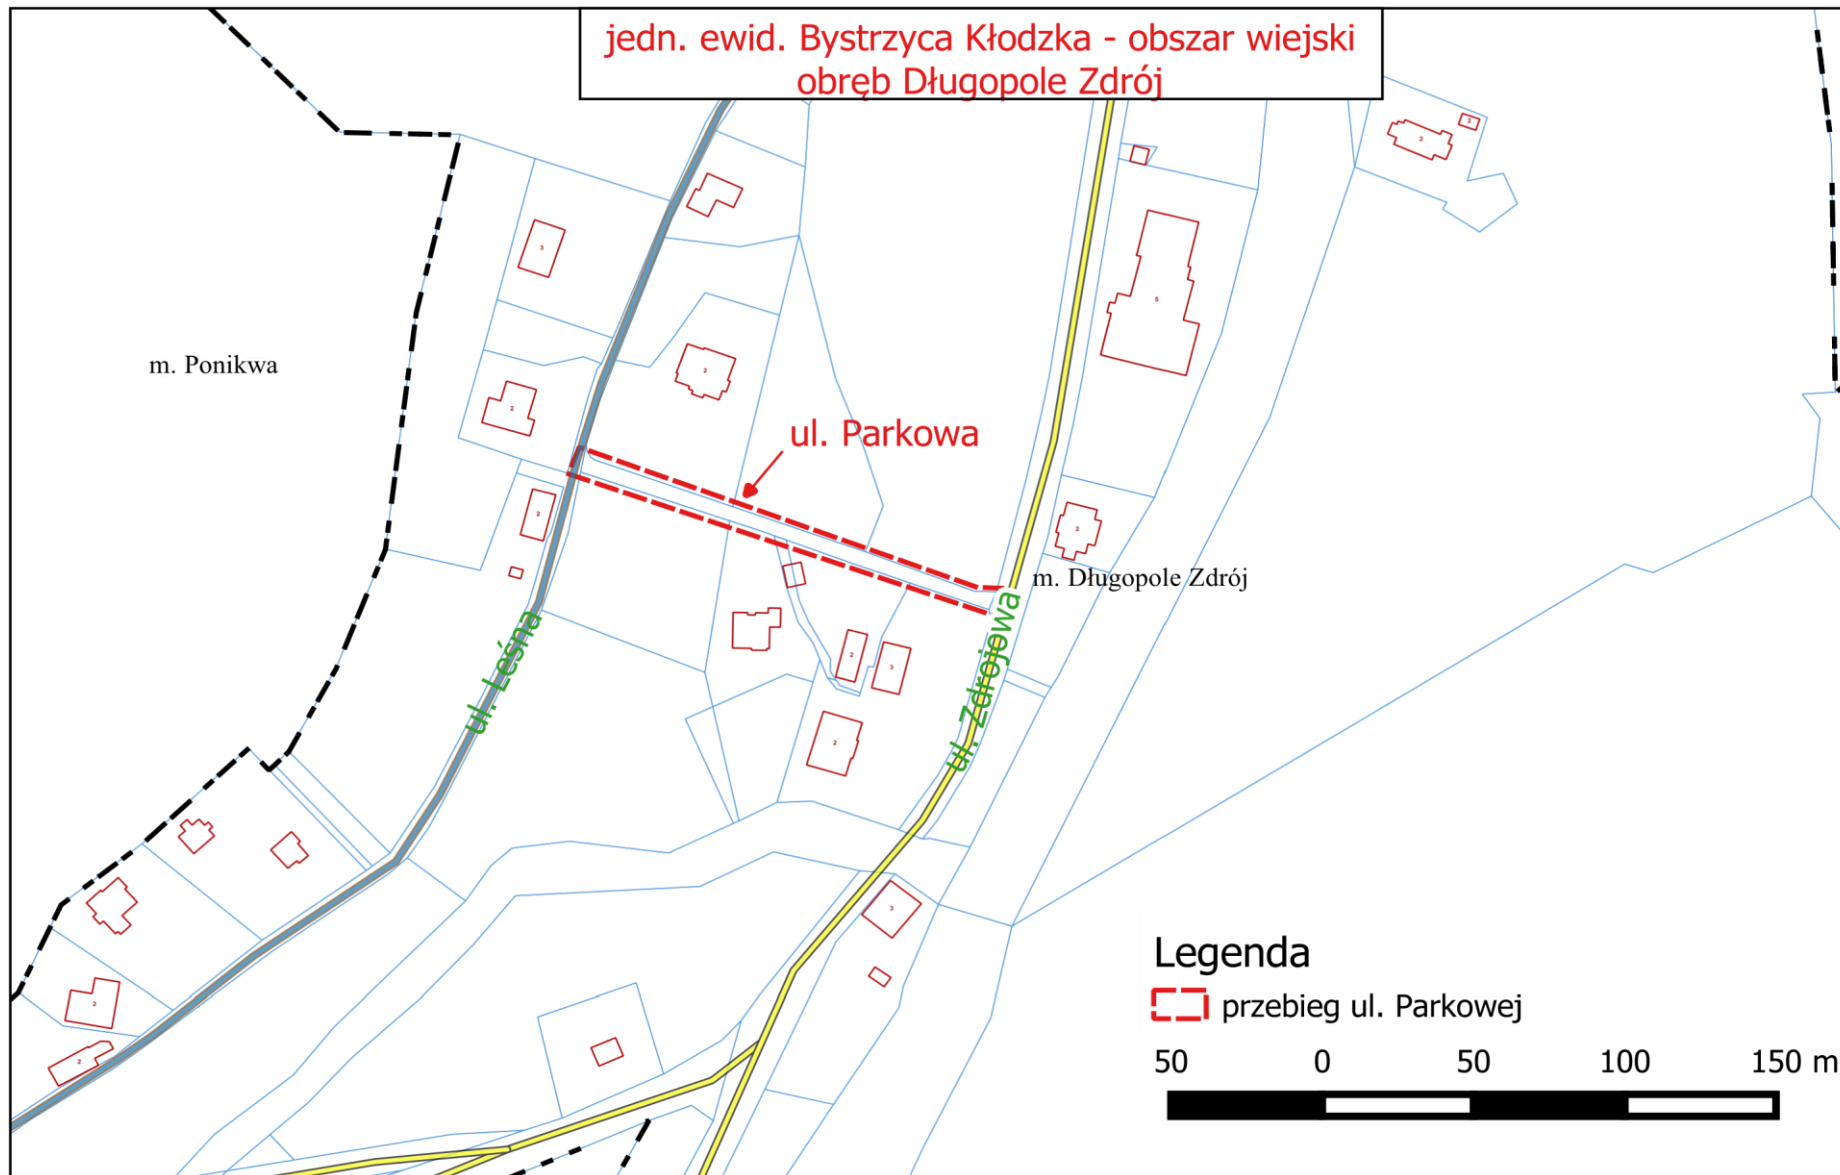 jedn. ewid. Bystrzyca Kłodzka - obszar wiejski
obręb Długopole Zdrój
m. Ponikwa
ul. Parkowa
m. Długopole Zdrój
ul. Leśna
ul. Zdrojowa
Legenda
przebieg ul. Parkowej
50 0 50 100 150 m